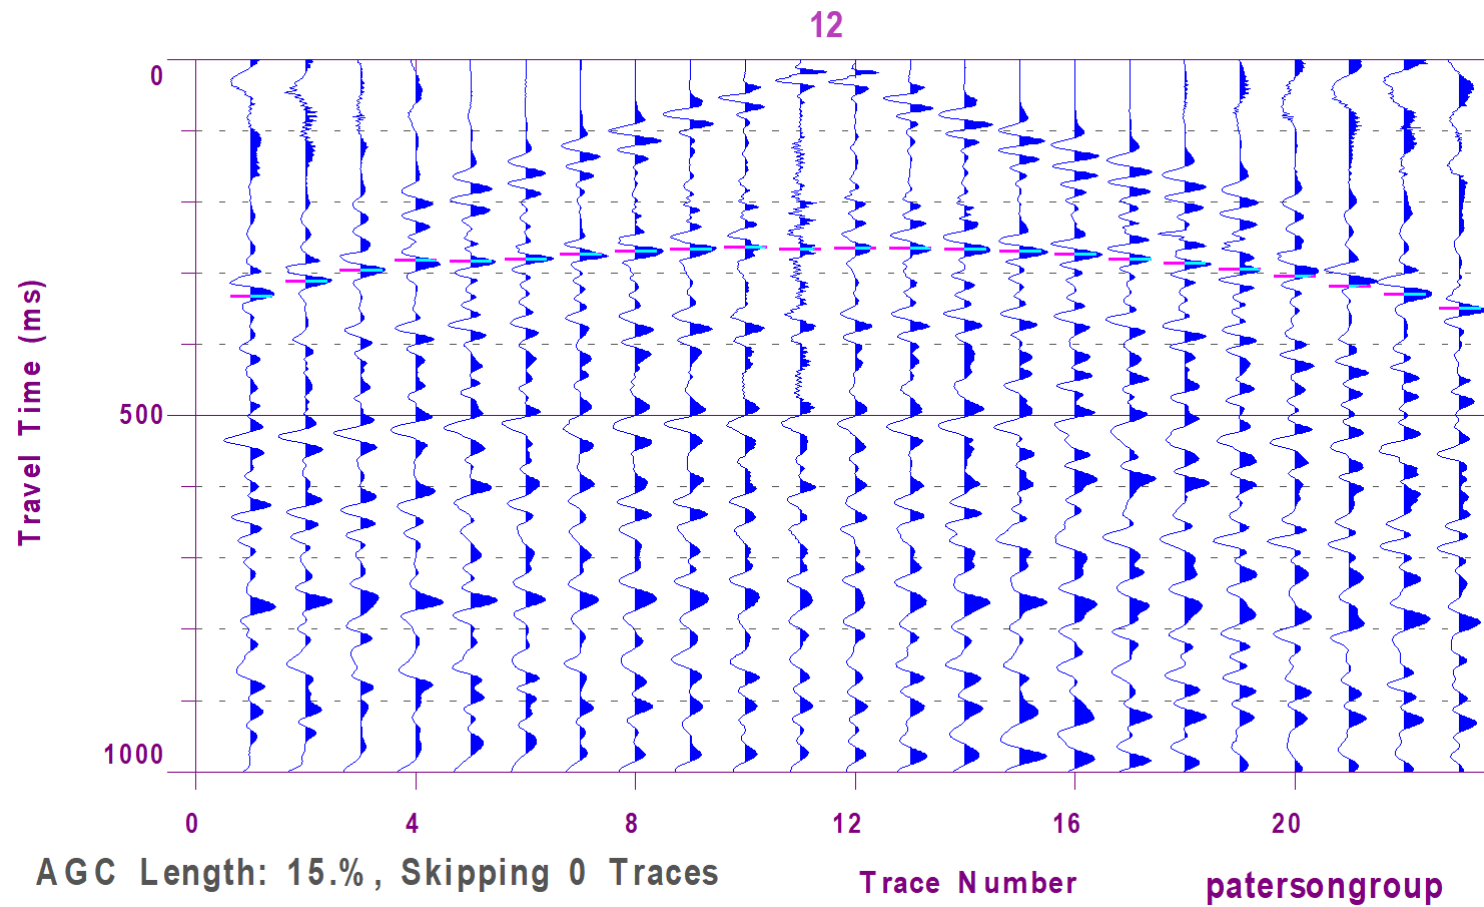 12
0
500
1000
Travel Time (ms)
0 4 8 12 16 20
AGC Length: 15.%, Skipping 0 Traces
Trace Number
patersongroup